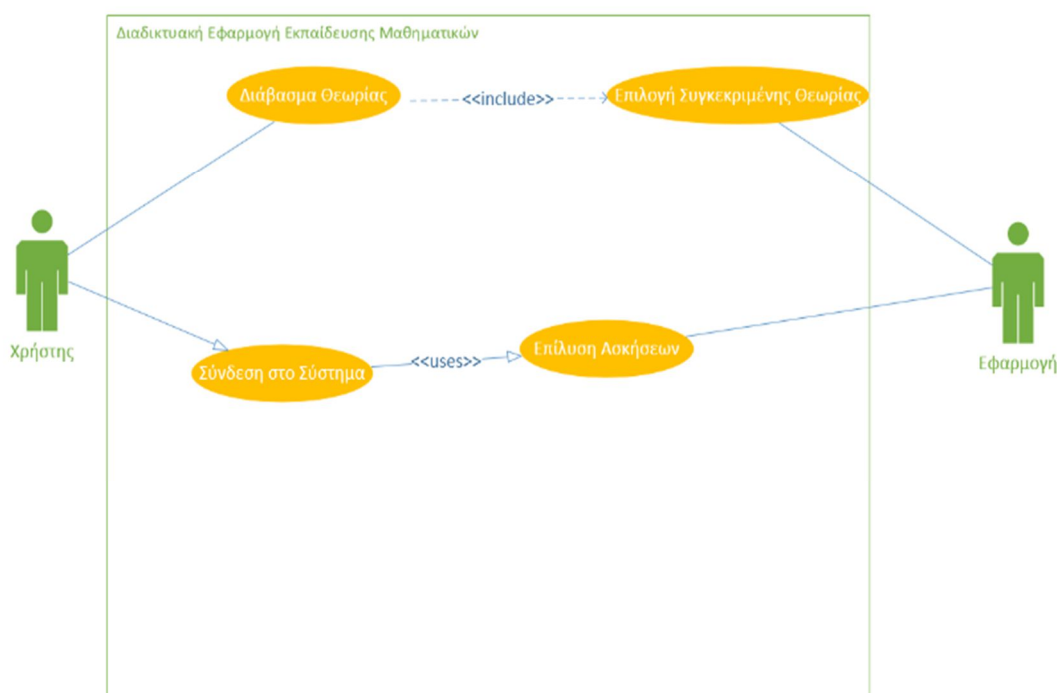 Διαδικτυακή Εφαρμογή Εκπαίδευσης Μαθηματικών
Διάβασμα Θεωρίας
<<include>>
Επιλογή Συγκεκριμένης Θεωρίας
Χρήστης
Σύνδεση στο Σύστημα
<<uses>>
Επίλυση Ασκήσεων
Εφαρμογή